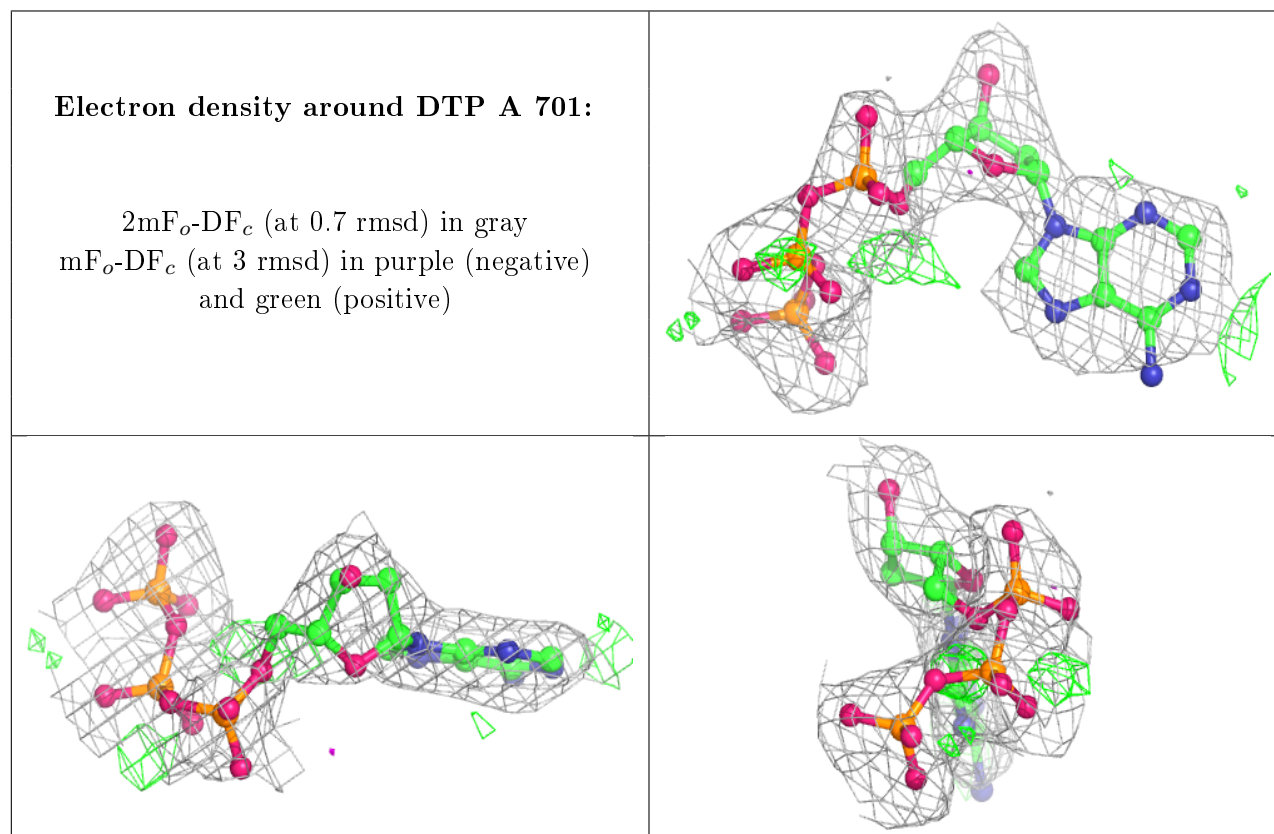 Electron density around DTP A 701:
2mFo-DFc (at 0.7 rmsd) in gray
mFo-DFc (at 3 rmsd) in purple (negative)
and green (positive)